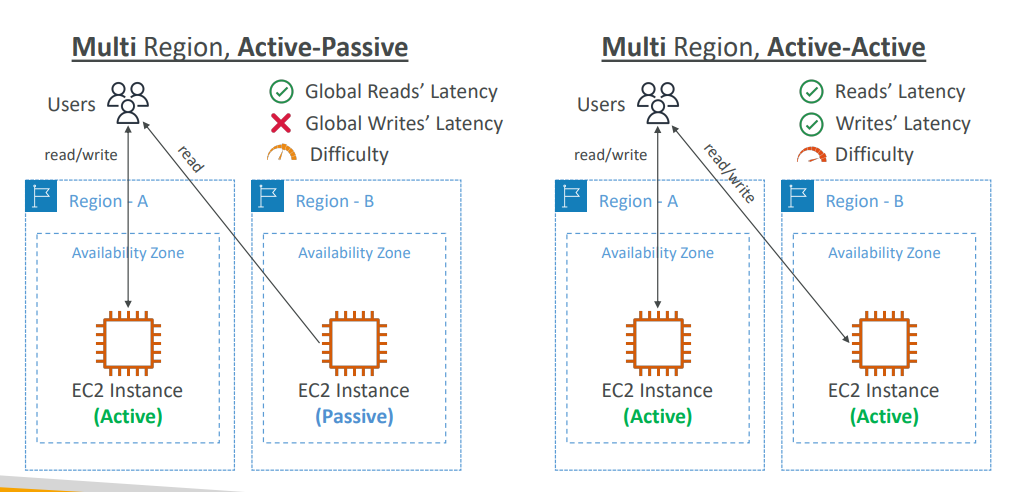 Multi Region, Active-Passive
Users
Global Reads’ Latency
Global Writes’ Latency
Difficulty
read/write
read
Region - A
Availability Zone
EC2 Instance
(Active)
Region - B
Availability Zone
EC2 Instance
(Passive)
Multi Region, Active-Active
Users
Reads’ Latency
Writes’ Latency
Difficulty
read/write
read/write
Region - A
Availability Zone
EC2 Instance
(Active)
Region - B
Availability Zone
EC2 Instance
(Active)